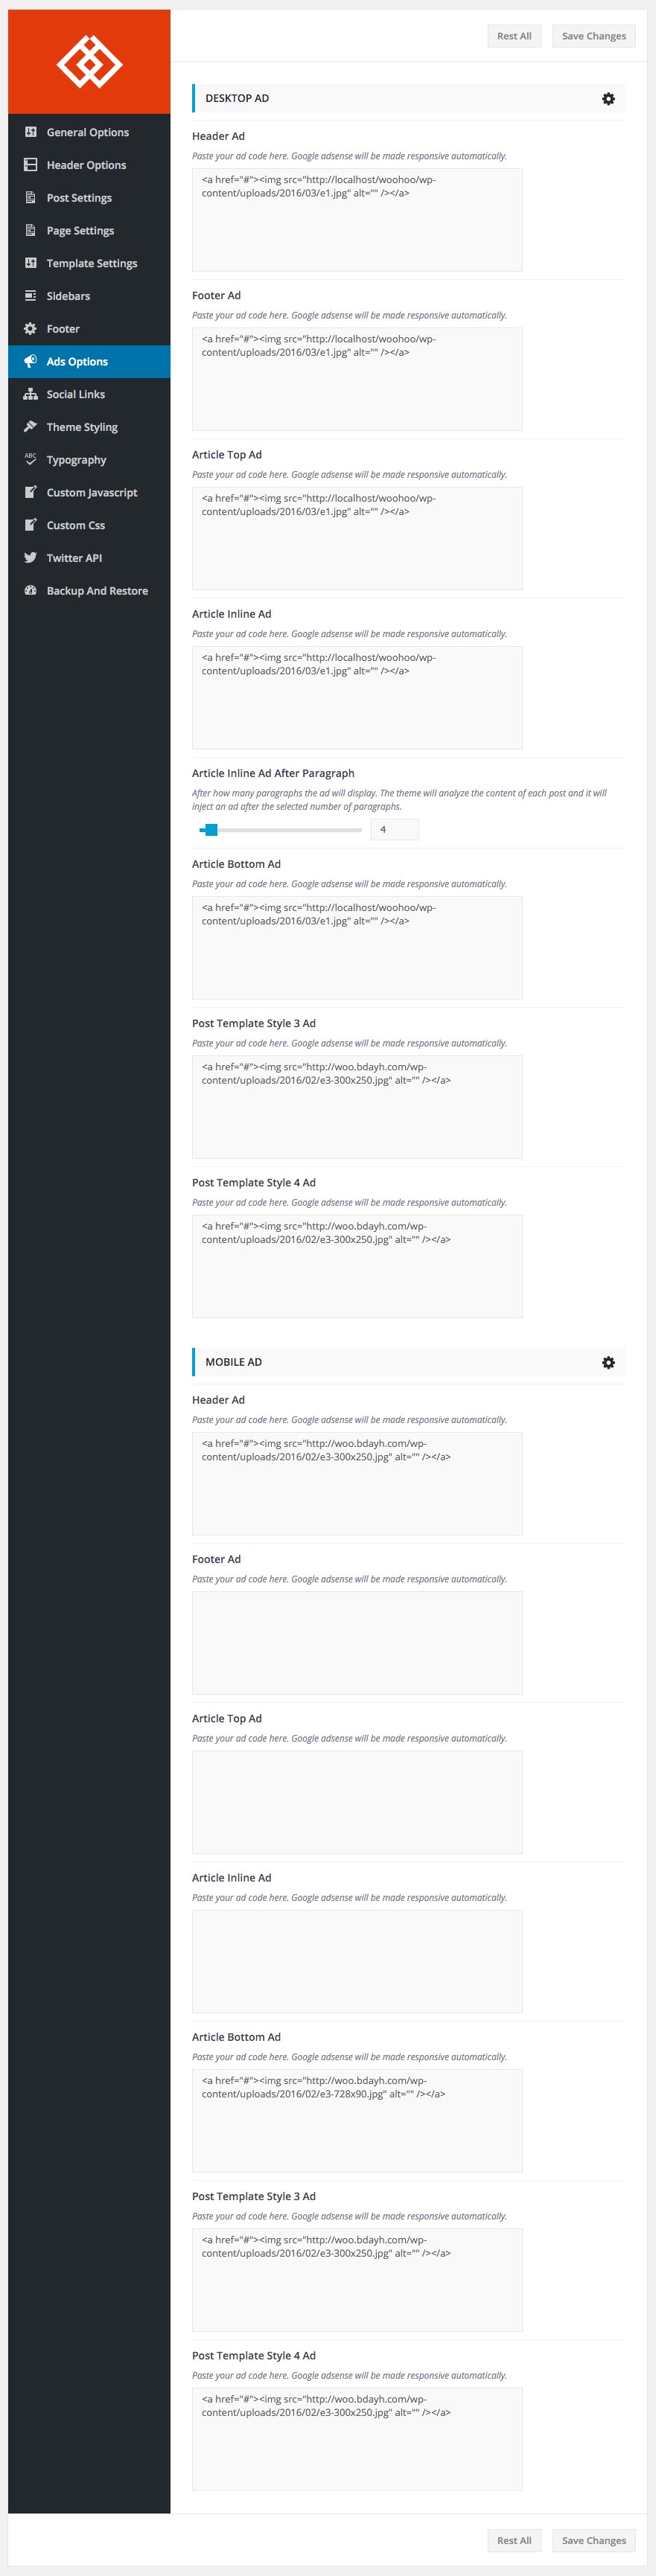 Rest All
Save Changes
General Options
Header Options
Post Settings
Page Settings
Template Settings
Sidebars
Footer
Ads Options
Social Links
Theme Styling
ABC
Typography
Custom Javascript
Custom Css
Twitter API
Backup And Restore
DESKTOP AD
Header Ad
Paste your ad code here. Google adsense will be made responsive automatically.
<a href="#"><img src="http://localhost/woohoo/wp-
content/uploads/2016/03/e1.jpg" alt="" /></a>
Footer Ad
Paste your ad code here. Google adsense will be made responsive automatically.
<a href="#"><img src="http://localhost/woohoo/wp-
content/uploads/2016/03/e1.jpg" alt="" /></a>
Article Top Ad
Paste your ad code here. Google adsense will be made responsive automatically.
<a href="#"><img src="http://localhost/woohoo/wp-
content/uploads/2016/03/e1.jpg" alt="" /></a>
Article Inline Ad
Paste your ad code here. Google adsense will be made responsive automatically.
<a href="#"><img src="http://localhost/woohoo/wp-
content/uploads/2016/03/e1.jpg" alt="" /></a>
Article Inline Ad After Paragraph
After how many paragraphs the ad will display. The theme will analyze the content of each post and it will
inject an ad after the selected number of paragraphs.
4
Article Bottom Ad
Paste your ad code here. Google adsense will be made responsive automatically.
<a href="#"><img src="http://localhost/woohoo/wp-
content/uploads/2016/03/e1.jpg" alt="" /></a>
Post Template Style 3 Ad
Paste your ad code here. Google adsense will be made responsive automatically.
<a href="#"><img src="http://woo.bdayh.com/wp-
content/uploads/2016/02/e3-300x250.jpg" alt="" /></a>
Post Template Style 4 Ad
Paste your ad code here. Google adsense will be made responsive automatically.
<a href="#"><img src="http://woo.bdayh.com/wp-
content/uploads/2016/02/e3-300x250.jpg" alt="" /></a>
MOBILE AD
Header Ad
Paste your ad code here. Google adsense will be made responsive automatically.
<a href="#"><img src="http://woo.bdayh.com/wp-
content/uploads/2016/02/e3-300x250.jpg" alt="" /></a>
Footer Ad
Paste your ad code here. Google adsense will be made responsive automatically.
Article Top Ad
Paste your ad code here. Google adsense will be made responsive automatically.
Article Inline Ad
Paste your ad code here. Google adsense will be made responsive automatically.
Article Bottom Ad
Paste your ad code here. Google adsense will be made responsive automatically.
<a href="#"><img src="http://woo.bdayh.com/wp-
content/uploads/2016/02/e3-728x90.jpg" alt="" /></a>
Post Template Style 3 Ad
Paste your ad code here. Google adsense will be made responsive automatically.
<a href="#"><img src="http://woo.bdayh.com/wp-
content/uploads/2016/02/e3-300x250.jpg" alt="" /></a>
Post Template Style 4 Ad
Paste your ad code here. Google adsense will be made responsive automatically.
<a href="#"><img src="http://woo.bdayh.com/wp-
content/uploads/2016/02/e3-300x250.jpg" alt="" /></a>
Rest All
Save Changes